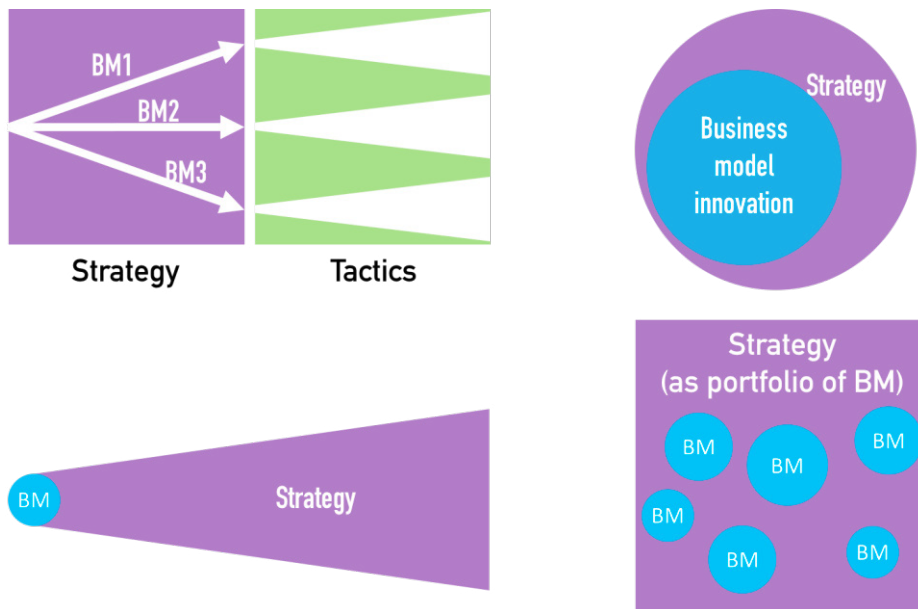 BM1
BM2
BM3
Strategy
Tactics
Strategy
Business
model
innovation
BM
Strategy
Strategy
(as portfolio of BM)
BM
BM
BM
BM
BM
BM